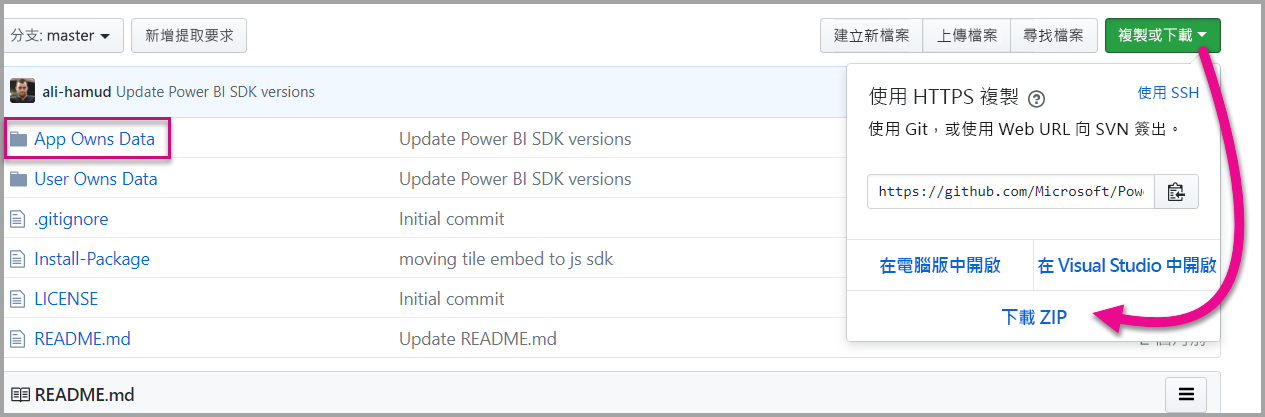 分支: master
新增提取要求
建立新檔案
上傳檔案
尋找檔案
複製或下載
ali-hamud Update Power BI SDK versions
使用 HTTPS 複製
使用 SSH
使用 Git，或使用 Web URL 向 SVN 簽出。
https://github.com/Microsoft/Pow
在電腦版中開啟
在 Visual Studio 中開啟
下載 ZIP
App Owns Data Update Power BI SDK versions
User Owns Data Update Power BI SDK versions
.gitignore Initial commit
Install-Package moving tile embed to js sdk
LICENSE Initial commit
README.md Update README.md
README.md